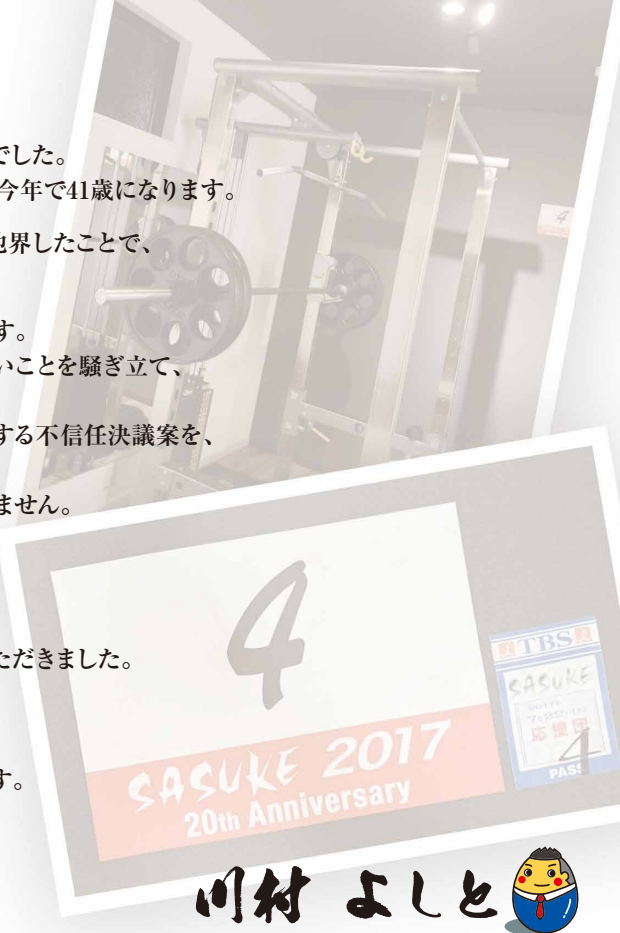 でした。
今年で41歳になります。
他界したことで、
す。
いことを騒ぎ立て、
する不信任決議案を、
ません。
ただきました。
す。
4
4
SASUKE 2017
20th Anniversary
TBS
SASUKE
応援団
4
PASS
川村 よしと